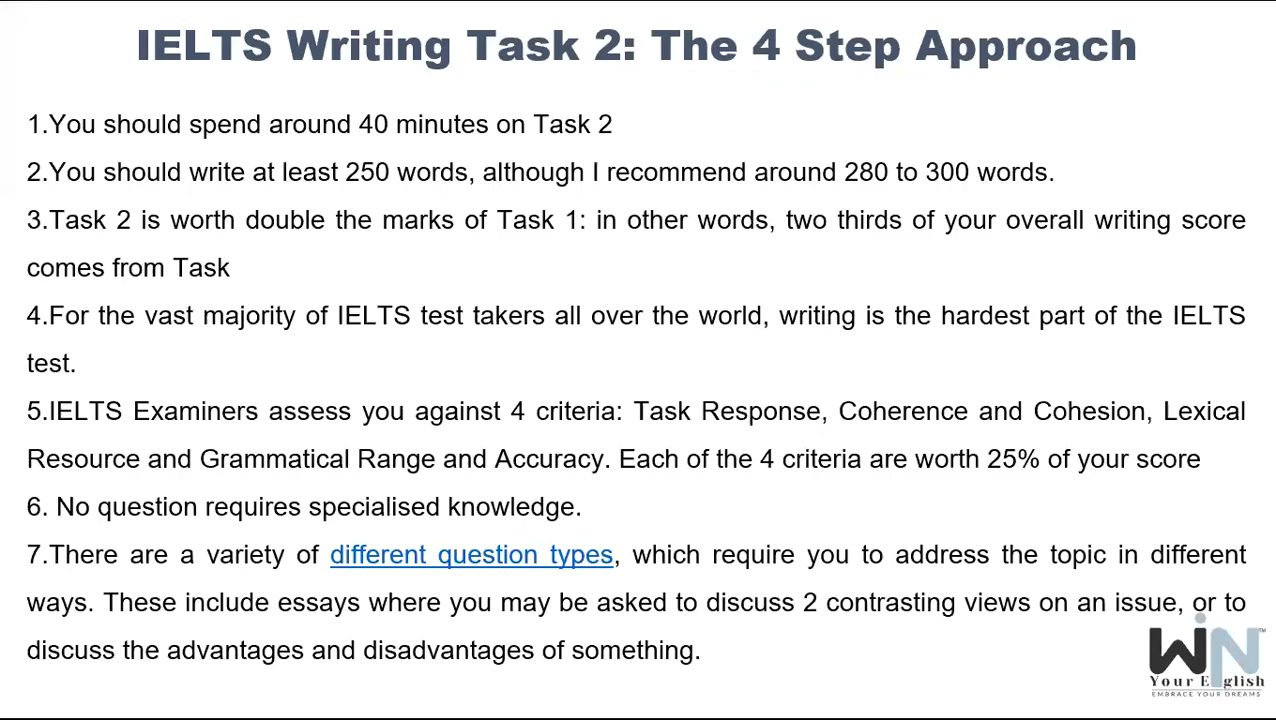 IELTS Writing Task 2: The 4 Step Approach
1.You should spend around 40 minutes on Task 2
2.You should write at least 250 words, although I recommend around 280 to 300 words.
3.Task 2 is worth double the marks of Task 1: in other words, two thirds of your overall writing score
comes from Task
4.For the vast majority of IELTS test takers all over the world, writing is the hardest part of the IELTS
test.
5.IELTS Examiners assess you against 4 criteria: Task Response, Coherence and Cohesion, Lexical
Resource and Grammatical Range and Accuracy. Each of the 4 criteria are worth 25% of your score
6. No question requires specialised knowledge.
7.There are a variety of different question types, which require you to address the topic in different
ways. These include essays where you may be asked to discuss 2 contrasting views on an issue, or to
discuss the advantages and disadvantages of something.
WiN™
Your English
EMBRACE YOUR DREAMS